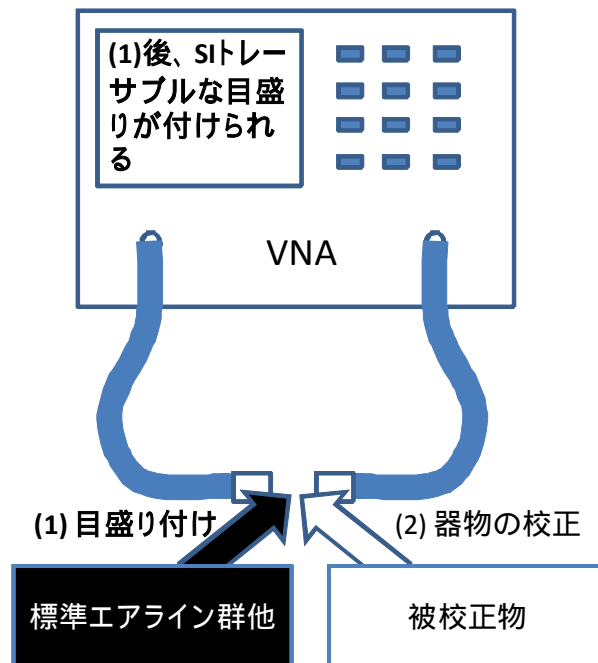 (1)後、SIトレー
サブルな目盛
りが付けられ
る
VNA
(1) 目盛り付け
(2) 器物の校正
標準エアライン群他
被校正物